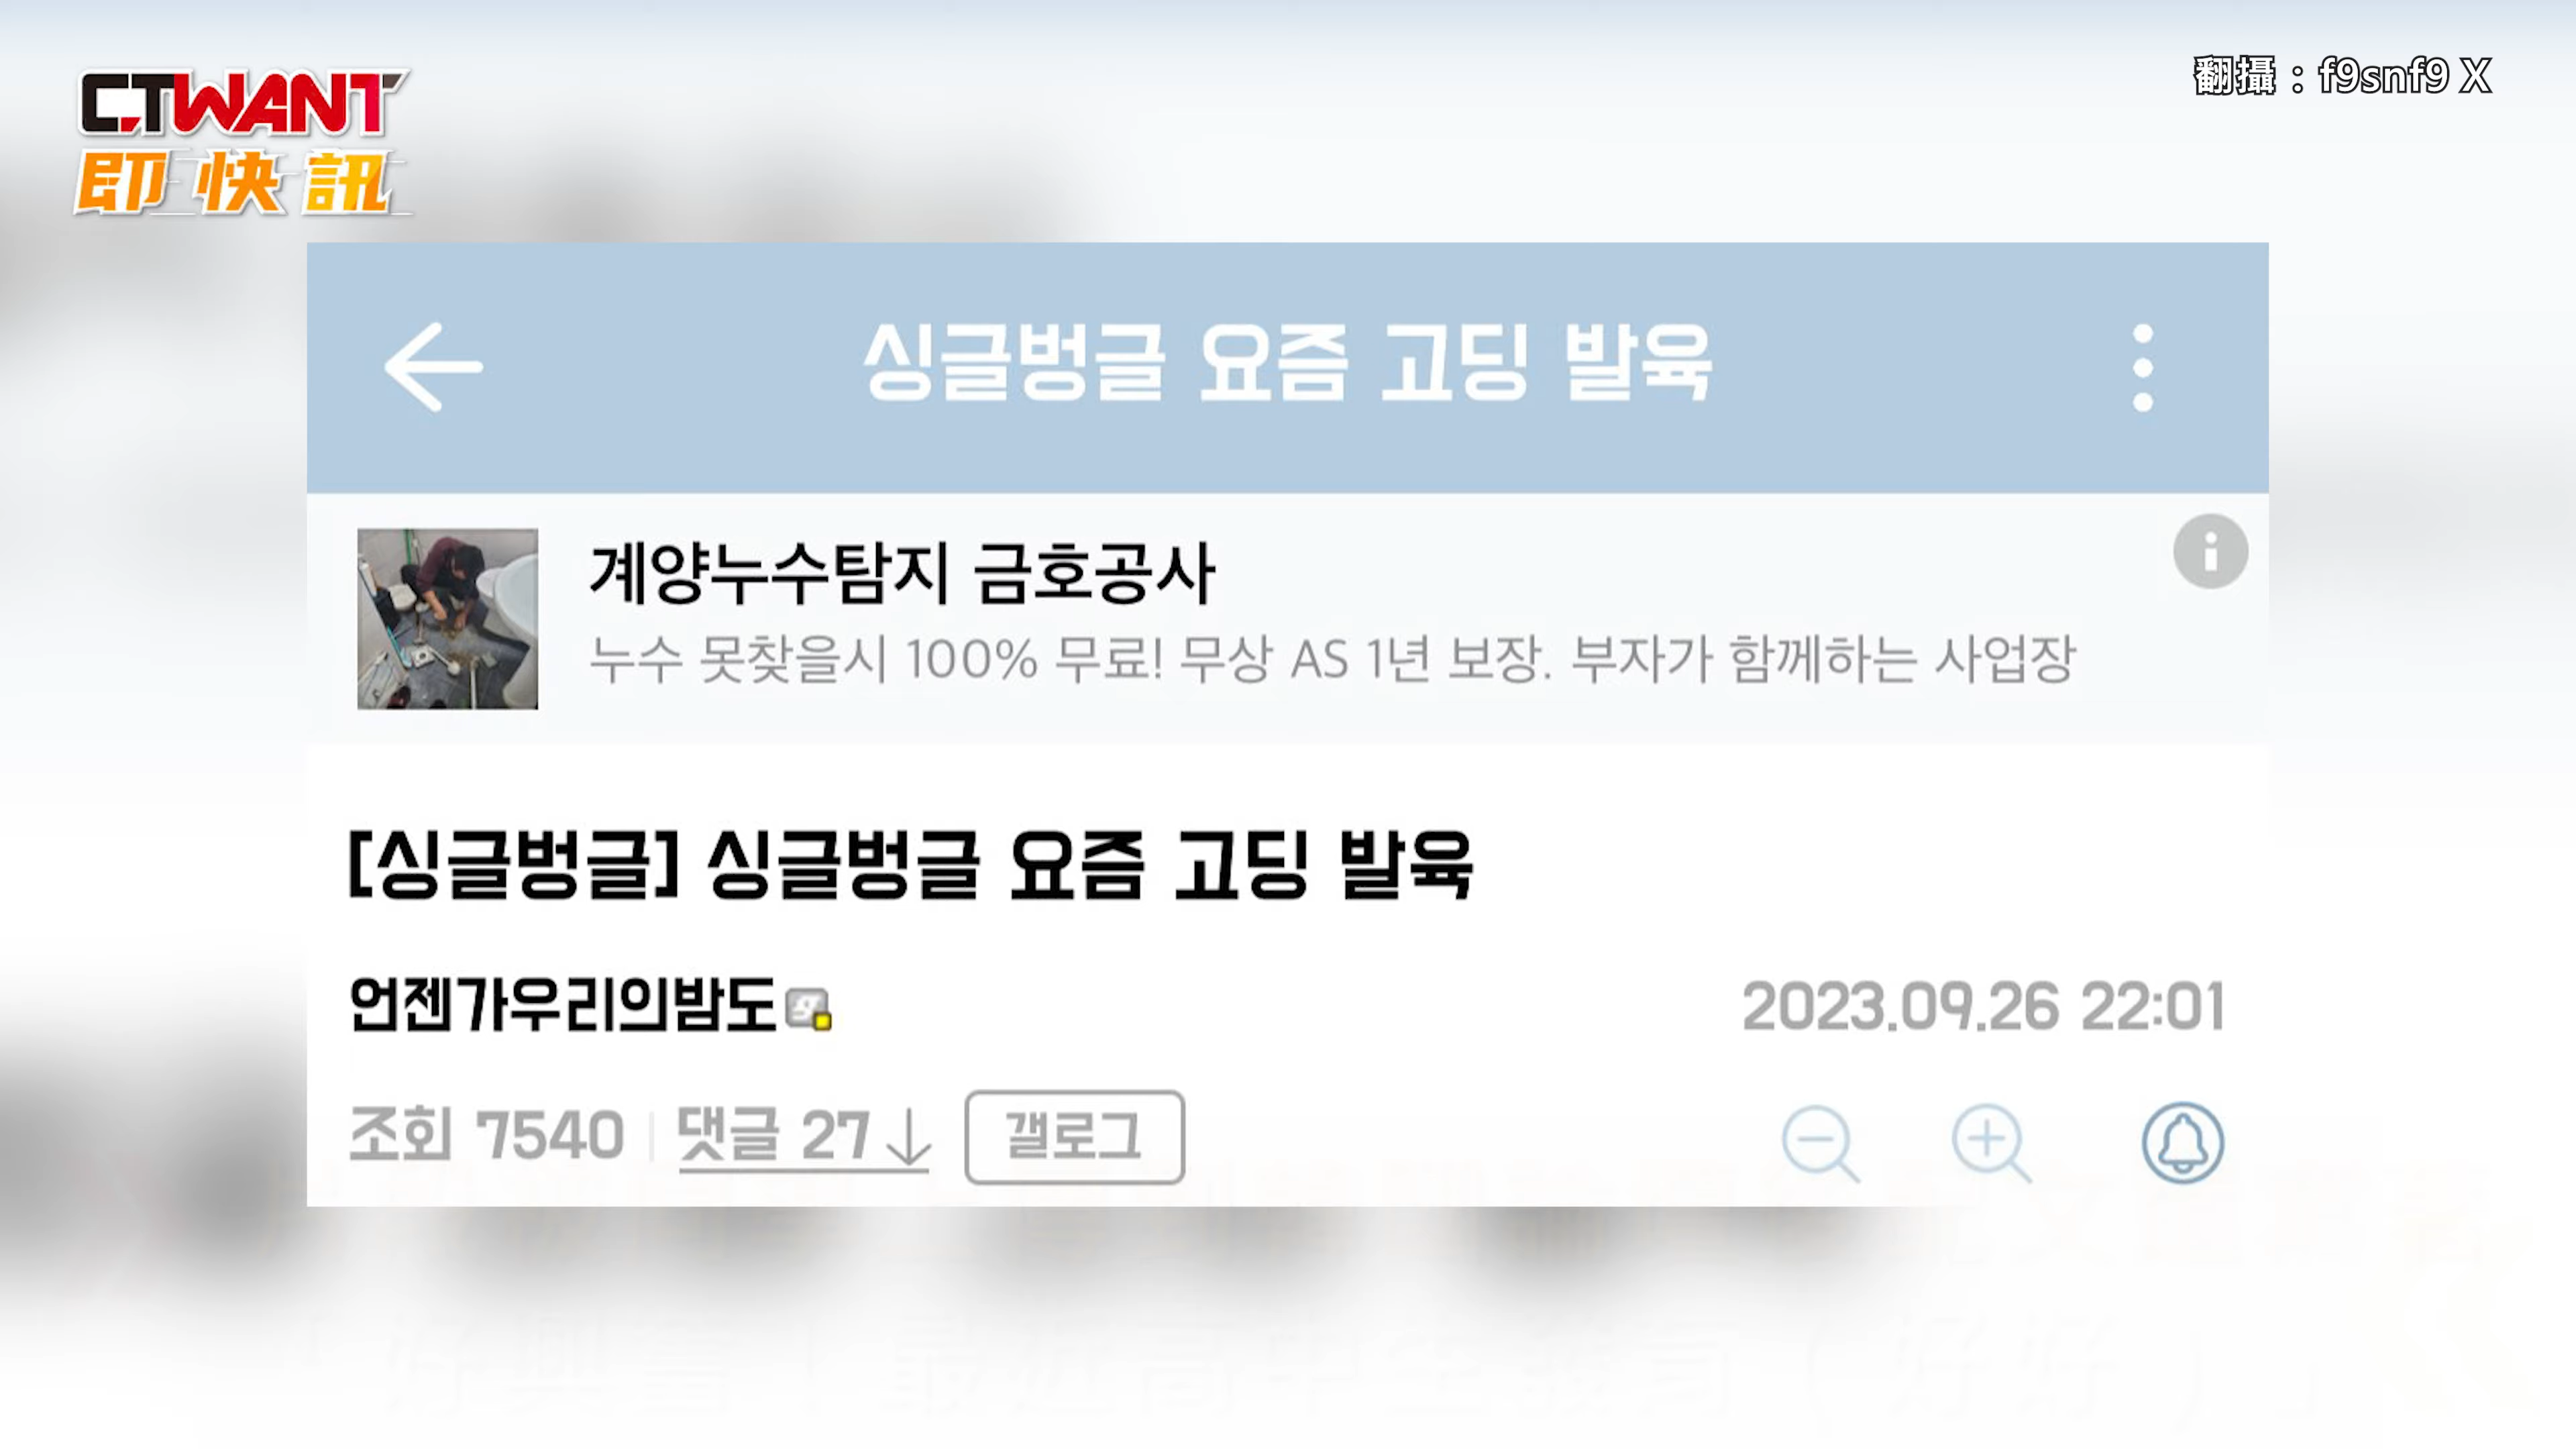 CTWANT
即快訊
翻攝：f9snf9 X
싱글벙글 요즘 고딩 발육
계양누수탐지 금호공사
누수 못찾을시 100% 무료! 무상 AS 1년 보장. 부자가 함께하는 사업장
[싱글벙글] 싱글벙글 요즘 고딩 발육
언젠가우리의밤도
2023.09.26 22:01
조회 7540 댓글 27 갤로그